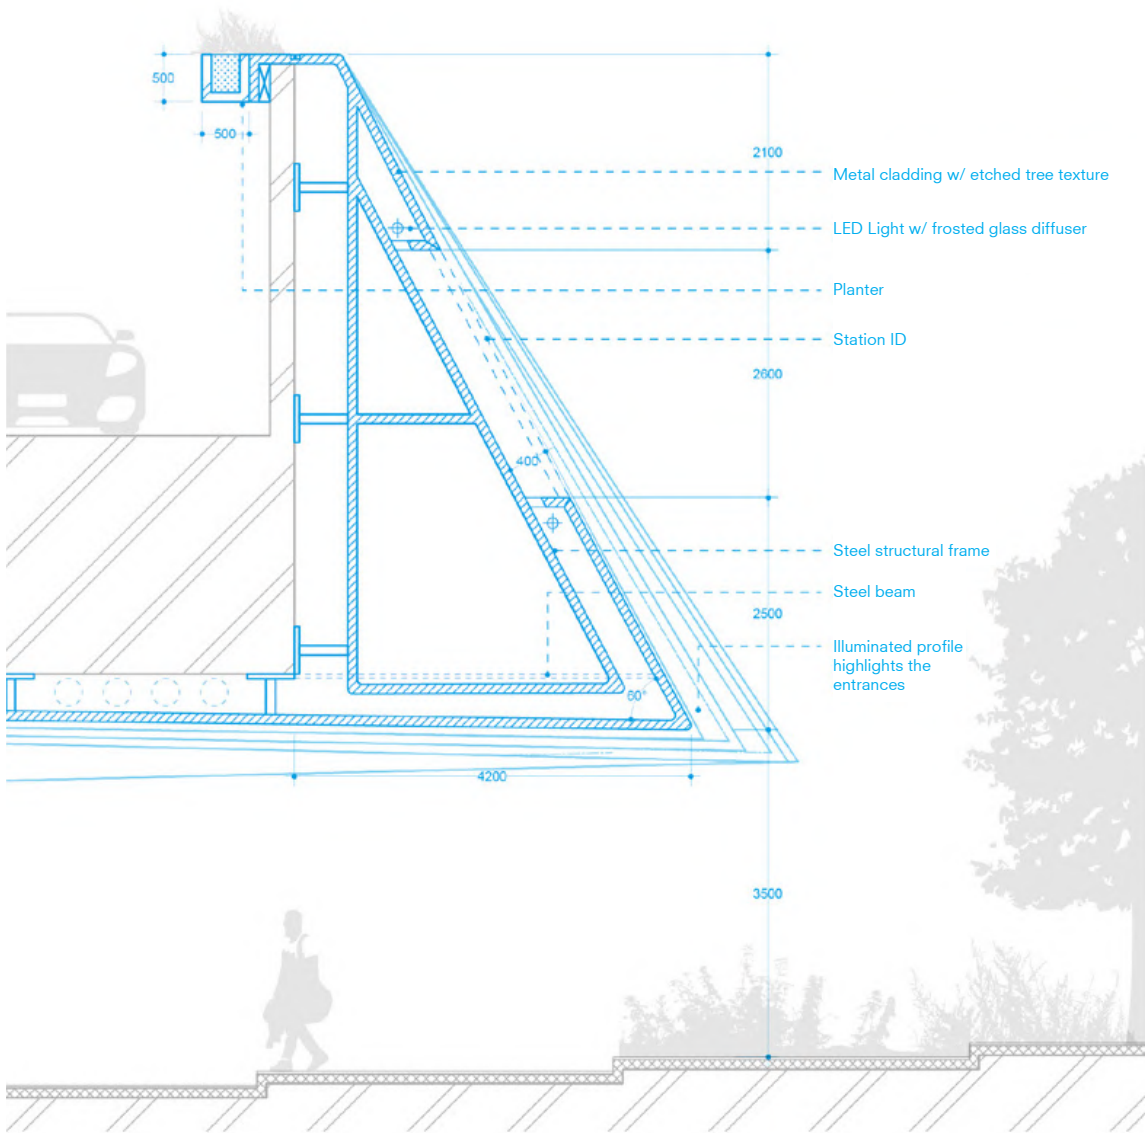 500
500
2100
Metal cladding w/ etched tree texture
LED Light w/ frosted glass diffuser
Planter
Station ID
2600
400
Steel structural frame
Steel beam
2500
Illuminated profile
highlights the
entrances
60°
4200
3500